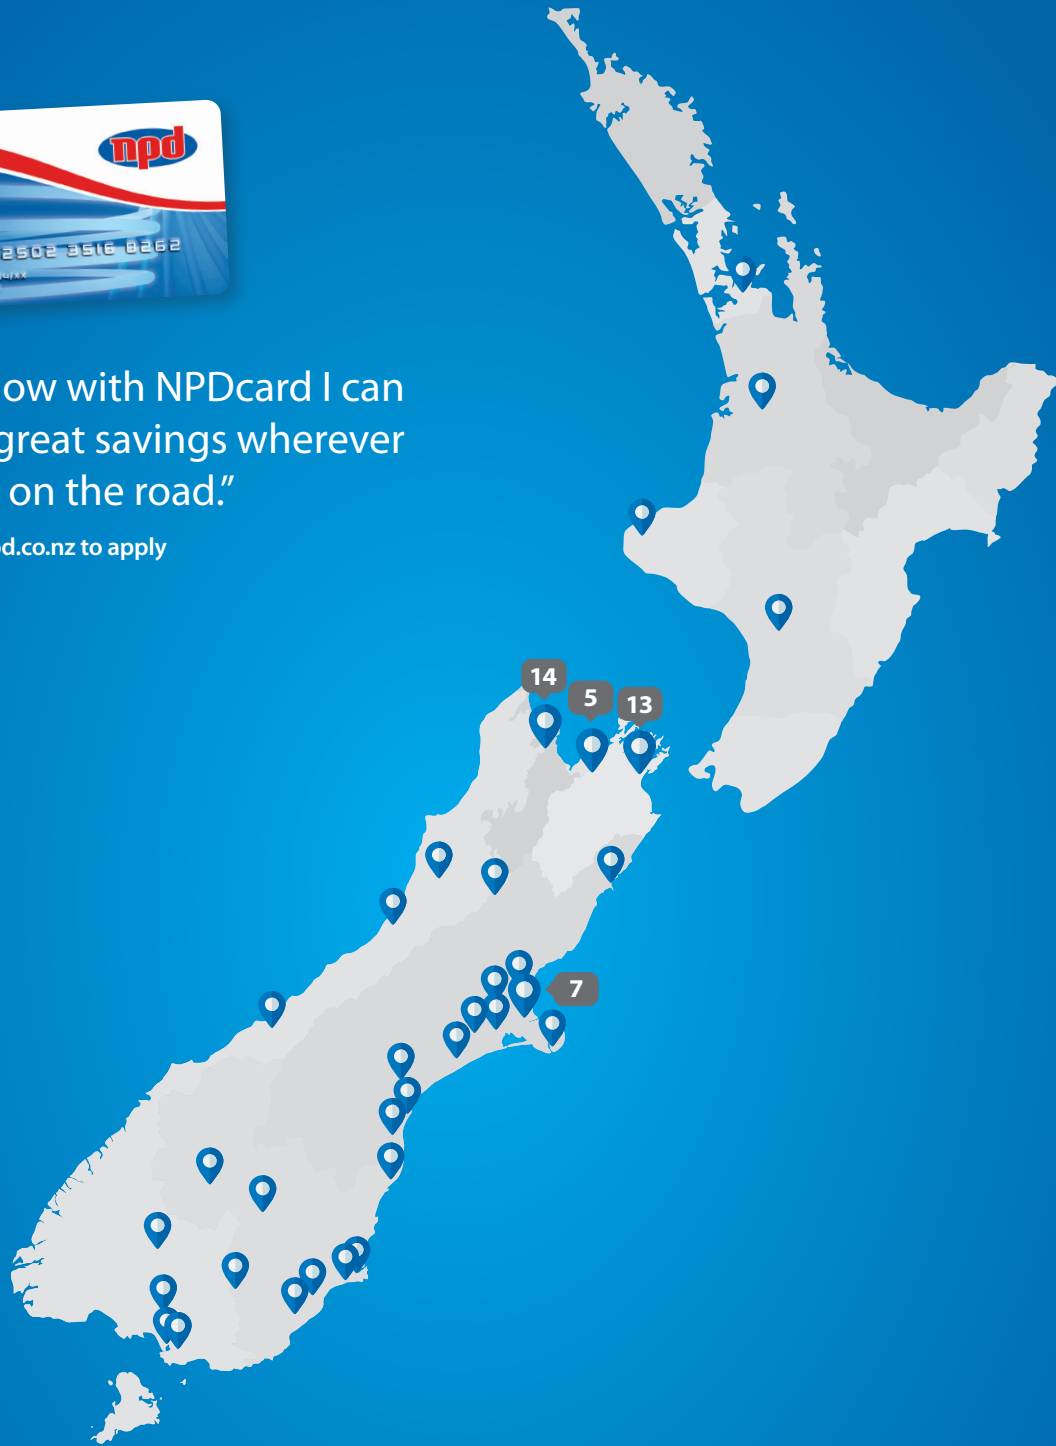 npd
2502 3516 8262
ow with NPDcard I can
great savings wherever
on the road.”
d.co.nz to apply
14
5
13
7